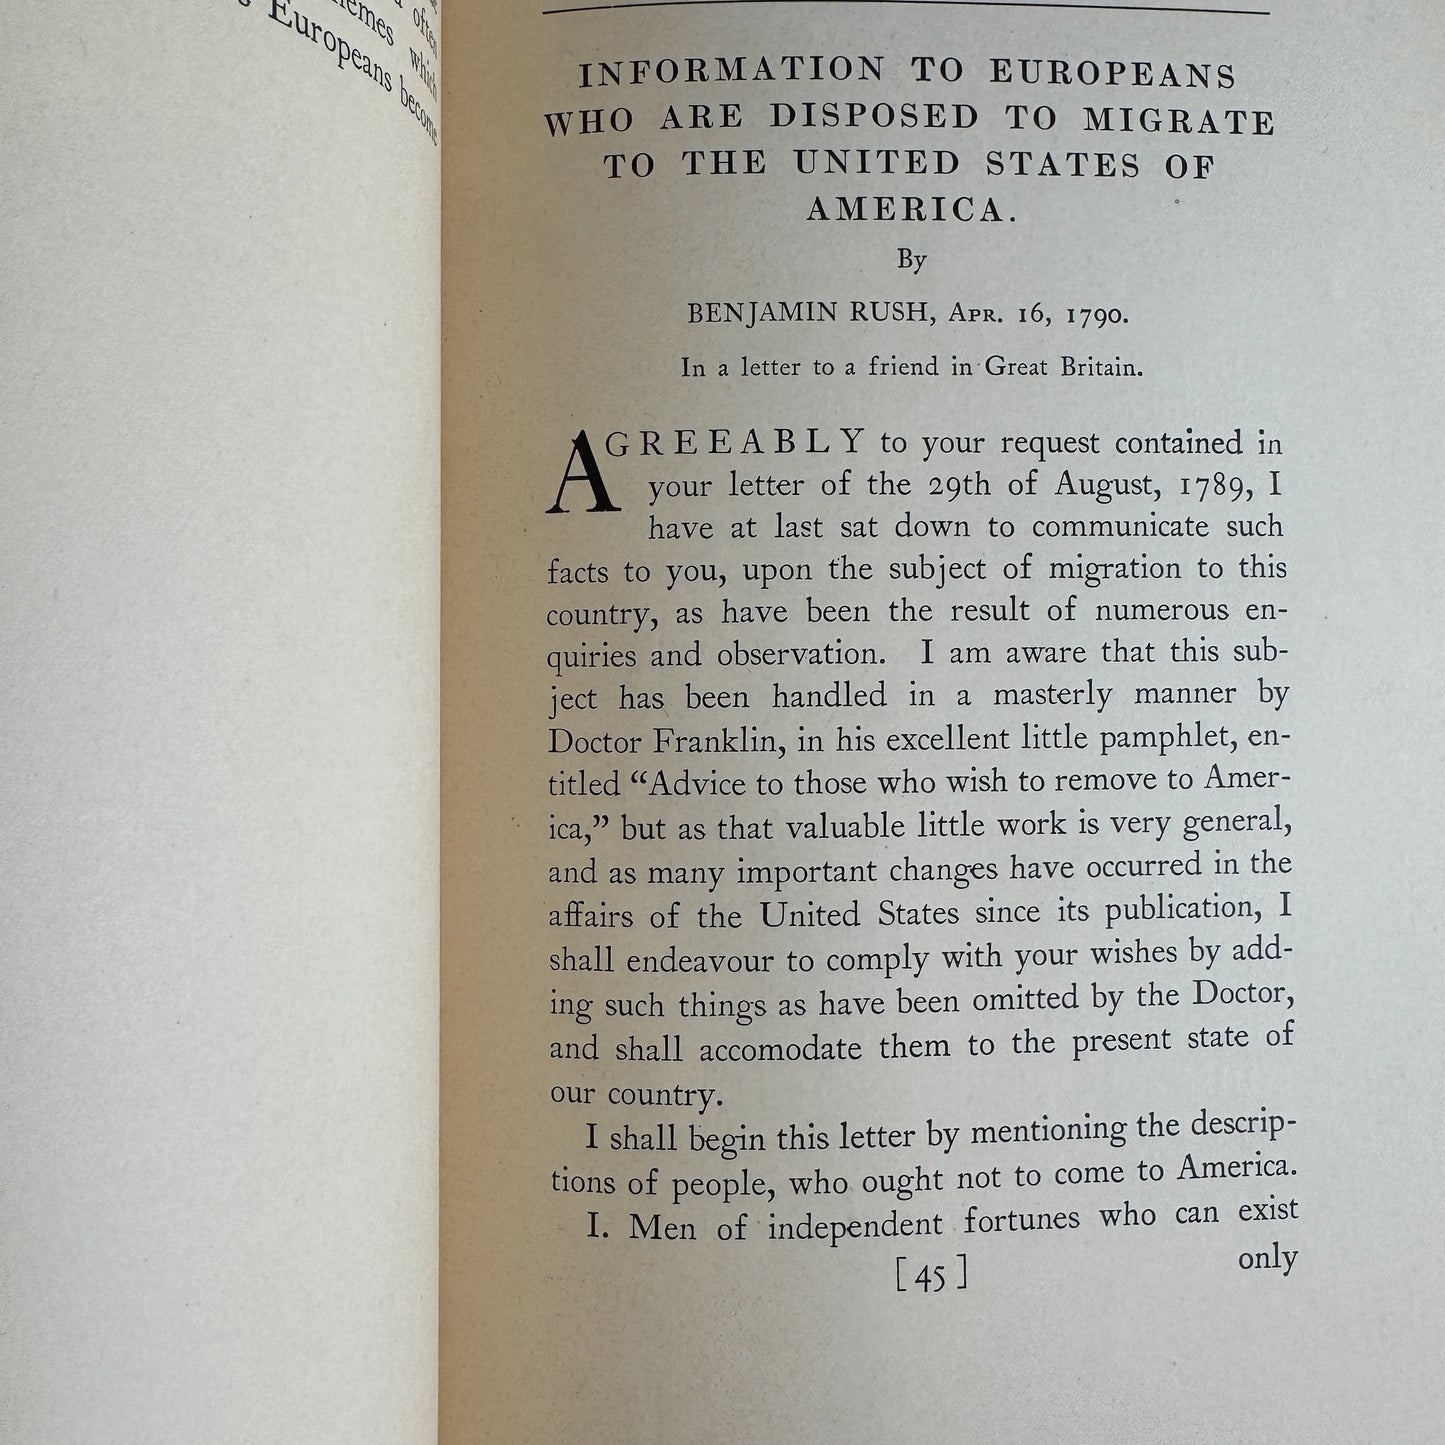 often
which
Europeans become
INFORMATION TO EUROPEANS
WHO ARE DISPOSED TO MIGRATE
TO THE UNITED STATES OF
AMERICA.
By
BENJAMIN RUSH, APR. 16, 1790.
In a letter to a friend in Great Britain.
AGREEABLY to your request contained in
your letter of the 29th of August, 1789, I
have at last sat down to communicate such
facts to you, upon the subject of migration to this
country, as have been the result of numerous en-
quiries and observation. I am aware that this sub-
ject has been handled in a masterly manner by
Doctor Franklin, in his excellent little pamphlet, en-
titled “Advice to those who wish to remove to Amer-
ica,” but as that valuable little work is very general,
and as many important changes have occurred in the
affairs of the United States since its publication, I
shall endeavour to comply with your wishes by add-
ing such things as have been omitted by the Doctor,
and shall accomodate them to the present state of
our country.
I shall begin this letter by mentioning the descrip-
tions of people, who ought not to come to America.
I. Men of independent fortunes who can exist
only
[45]